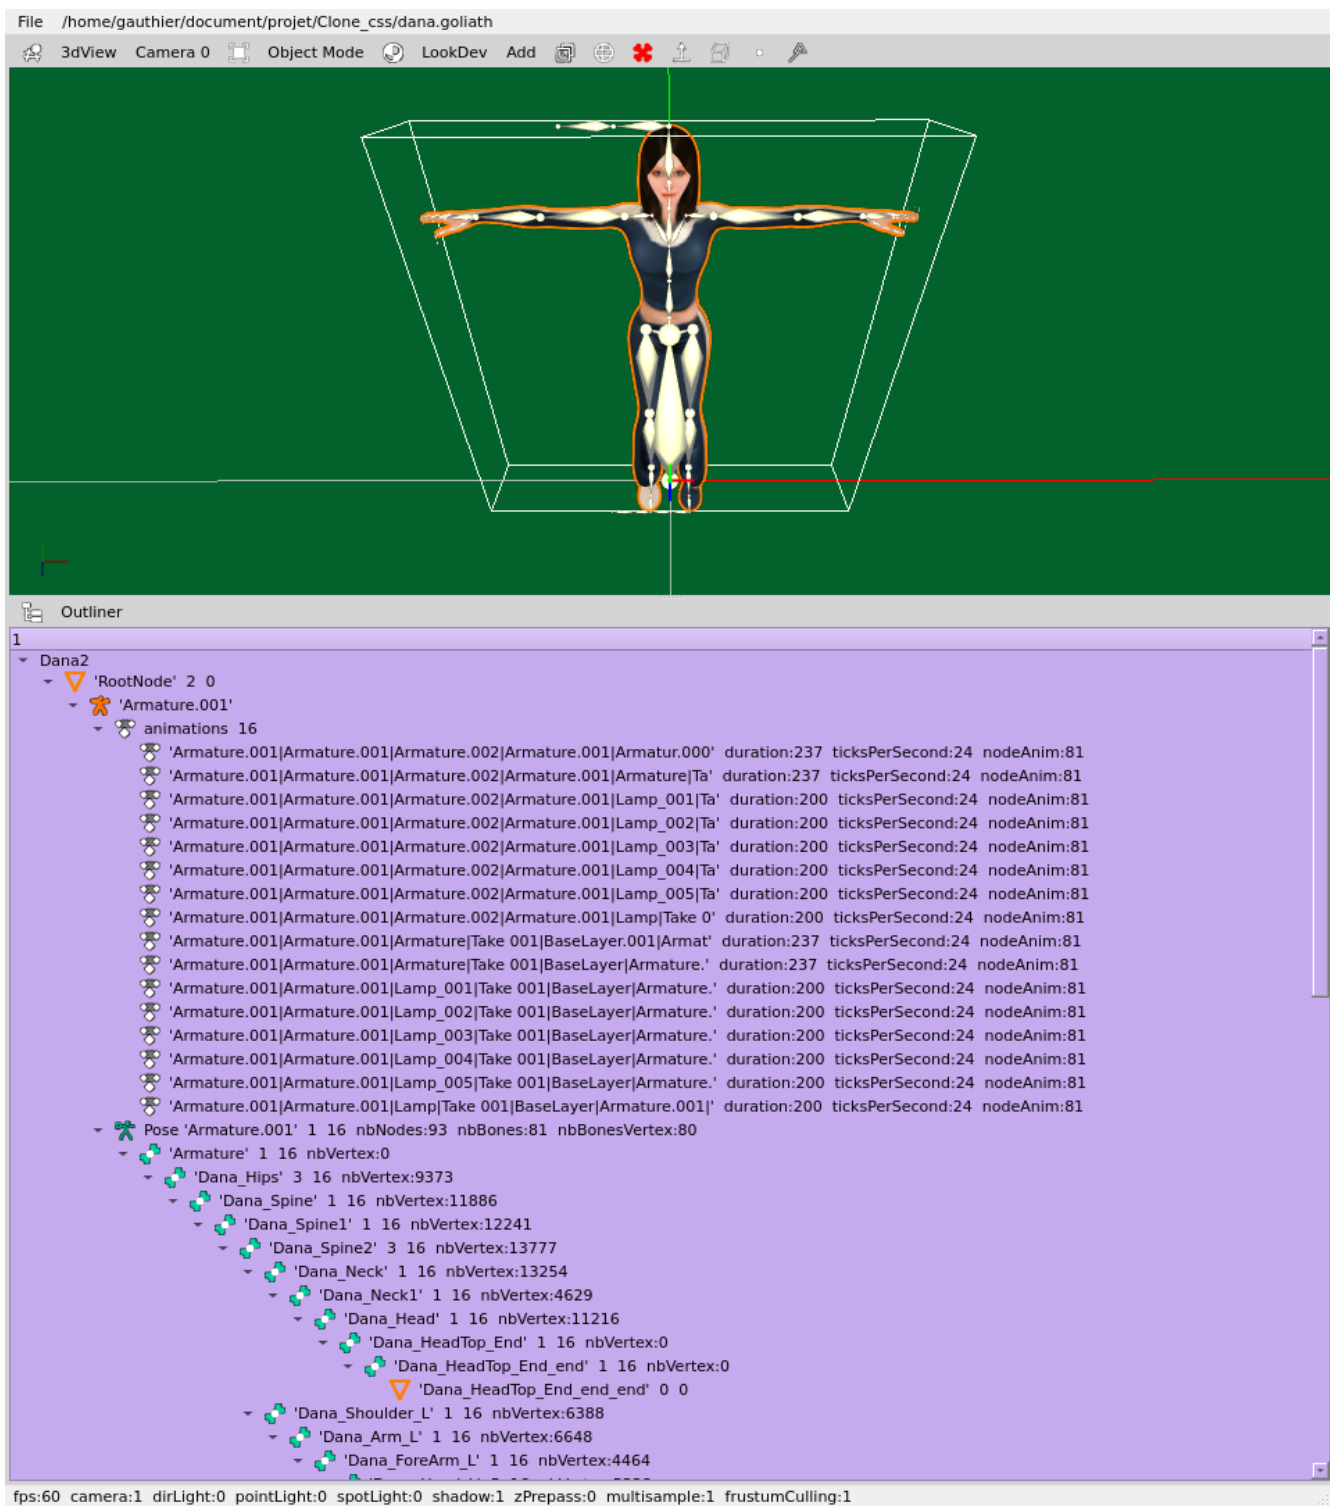 File /home/gauthier/document/projet/Clone_css/dana.goliath
3dView Camera 0 Object Mode LookDev Add
Outliner
1
Dana2
'RootNode' 2 0
'Armature.001'
animations 16
'Armature.001|Armature.001|Armature.002|Armature.001|Armatur.000' duration:237 ticksPerSecond:24 nodeAnim:81
'Armature.001|Armature.001|Armature.002|Armature.001|Armature|Ta' duration:237 ticksPerSecond:24 nodeAnim:81
'Armature.001|Armature.001|Armature.002|Armature.001|Lamp_001|Ta' duration:200 ticksPerSecond:24 nodeAnim:81
'Armature.001|Armature.001|Armature.002|Armature.001|Lamp_002|Ta' duration:200 ticksPerSecond:24 nodeAnim:81
'Armature.001|Armature.001|Armature.002|Armature.001|Lamp_003|Ta' duration:200 ticksPerSecond:24 nodeAnim:81
'Armature.001|Armature.001|Armature.002|Armature.001|Lamp_004|Ta' duration:200 ticksPerSecond:24 nodeAnim:81
'Armature.001|Armature.001|Armature.002|Armature.001|Lamp_005|Ta' duration:200 ticksPerSecond:24 nodeAnim:81
'Armature.001|Armature.001|Armature.002|Armature.001|Lamp|Take 0' duration:200 ticksPerSecond:24 nodeAnim:81
'Armature.001|Armature.001|Armature|Take 001|BaseLayer.001|Armat' duration:237 ticksPerSecond:24 nodeAnim:81
'Armature.001|Armature.001|Armature|Take 001|BaseLayer|Armature.' duration:237 ticksPerSecond:24 nodeAnim:81
'Armature.001|Armature.001|Lamp_001|Take 001|BaseLayer|Armature.' duration:200 ticksPerSecond:24 nodeAnim:81
'Armature.001|Armature.001|Lamp_002|Take 001|BaseLayer|Armature.' duration:200 ticksPerSecond:24 nodeAnim:81
'Armature.001|Armature.001|Lamp_003|Take 001|BaseLayer|Armature.' duration:200 ticksPerSecond:24 nodeAnim:81
'Armature.001|Armature.001|Lamp_004|Take 001|BaseLayer|Armature.' duration:200 ticksPerSecond:24 nodeAnim:81
'Armature.001|Armature.001|Lamp_005|Take 001|BaseLayer|Armature.' duration:200 ticksPerSecond:24 nodeAnim:81
'Armature.001|Armature.001|Lamp|Take 001|BaseLayer|Armature.001|' duration:200 ticksPerSecond:24 nodeAnim:81
Pose 'Armature.001' 1 16 nbNodes:93 nbBones:81 nbBonesVertex:80
'Armature' 1 16 nbVertex:0
'Dana_Hips' 3 16 nbVertex:9373
'Dana_Spine' 1 16 nbVertex:11886
'Dana_Spine1' 1 16 nbVertex:12241
'Dana_Spine2' 3 16 nbVertex:13777
'Dana_Neck' 1 16 nbVertex:13254
'Dana_Neck1' 1 16 nbVertex:4629
'Dana_Head' 1 16 nbVertex:11216
'Dana_HeadTop_End' 1 16 nbVertex:0
'Dana_HeadTop_End_end' 1 16 nbVertex:0
'Dana_HeadTop_End_end_end' 0 0
'Dana_Shoulder_L' 1 16 nbVertex:6388
'Dana_Arm_L' 1 16 nbVertex:6648
'Dana_ForeArm_L' 1 16 nbVertex:4464
fps:60 camera:1 dirLight:0 pointLight:0 spotLight:0 shadow:1 zPrepass:0 multisample:1 frustumCulling:1